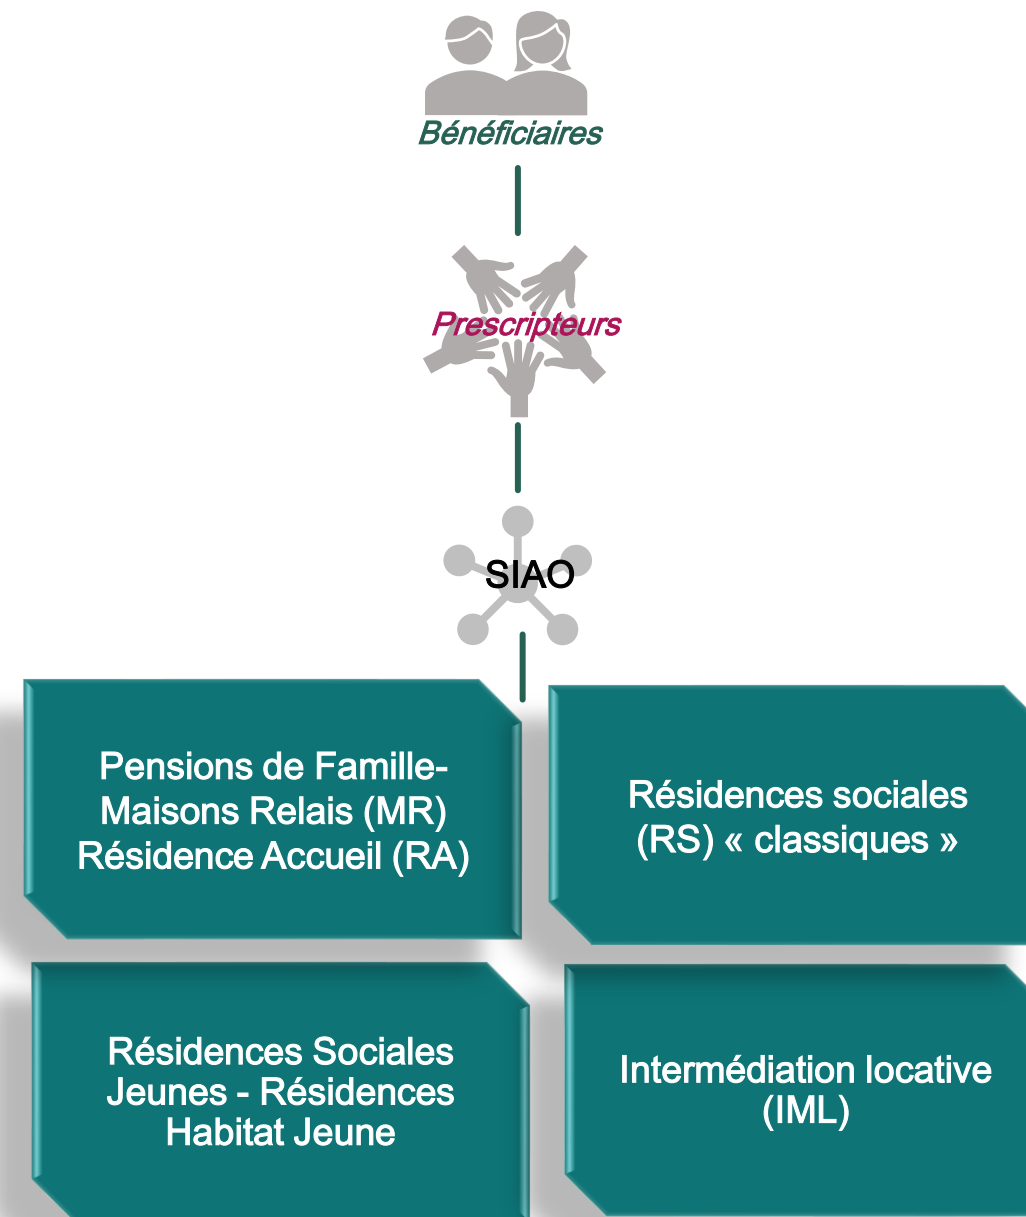 Bénéficiaires
Prescripteurs
SIAO
Pensions de Famille-
Maisons Relais (MR)
Résidence Accueil (RA)
Résidences sociales
(RS) « classiques »
Résidences Sociales
Jeunes - Résidences
Habitat Jeune
Intermédiation locative
(IML)